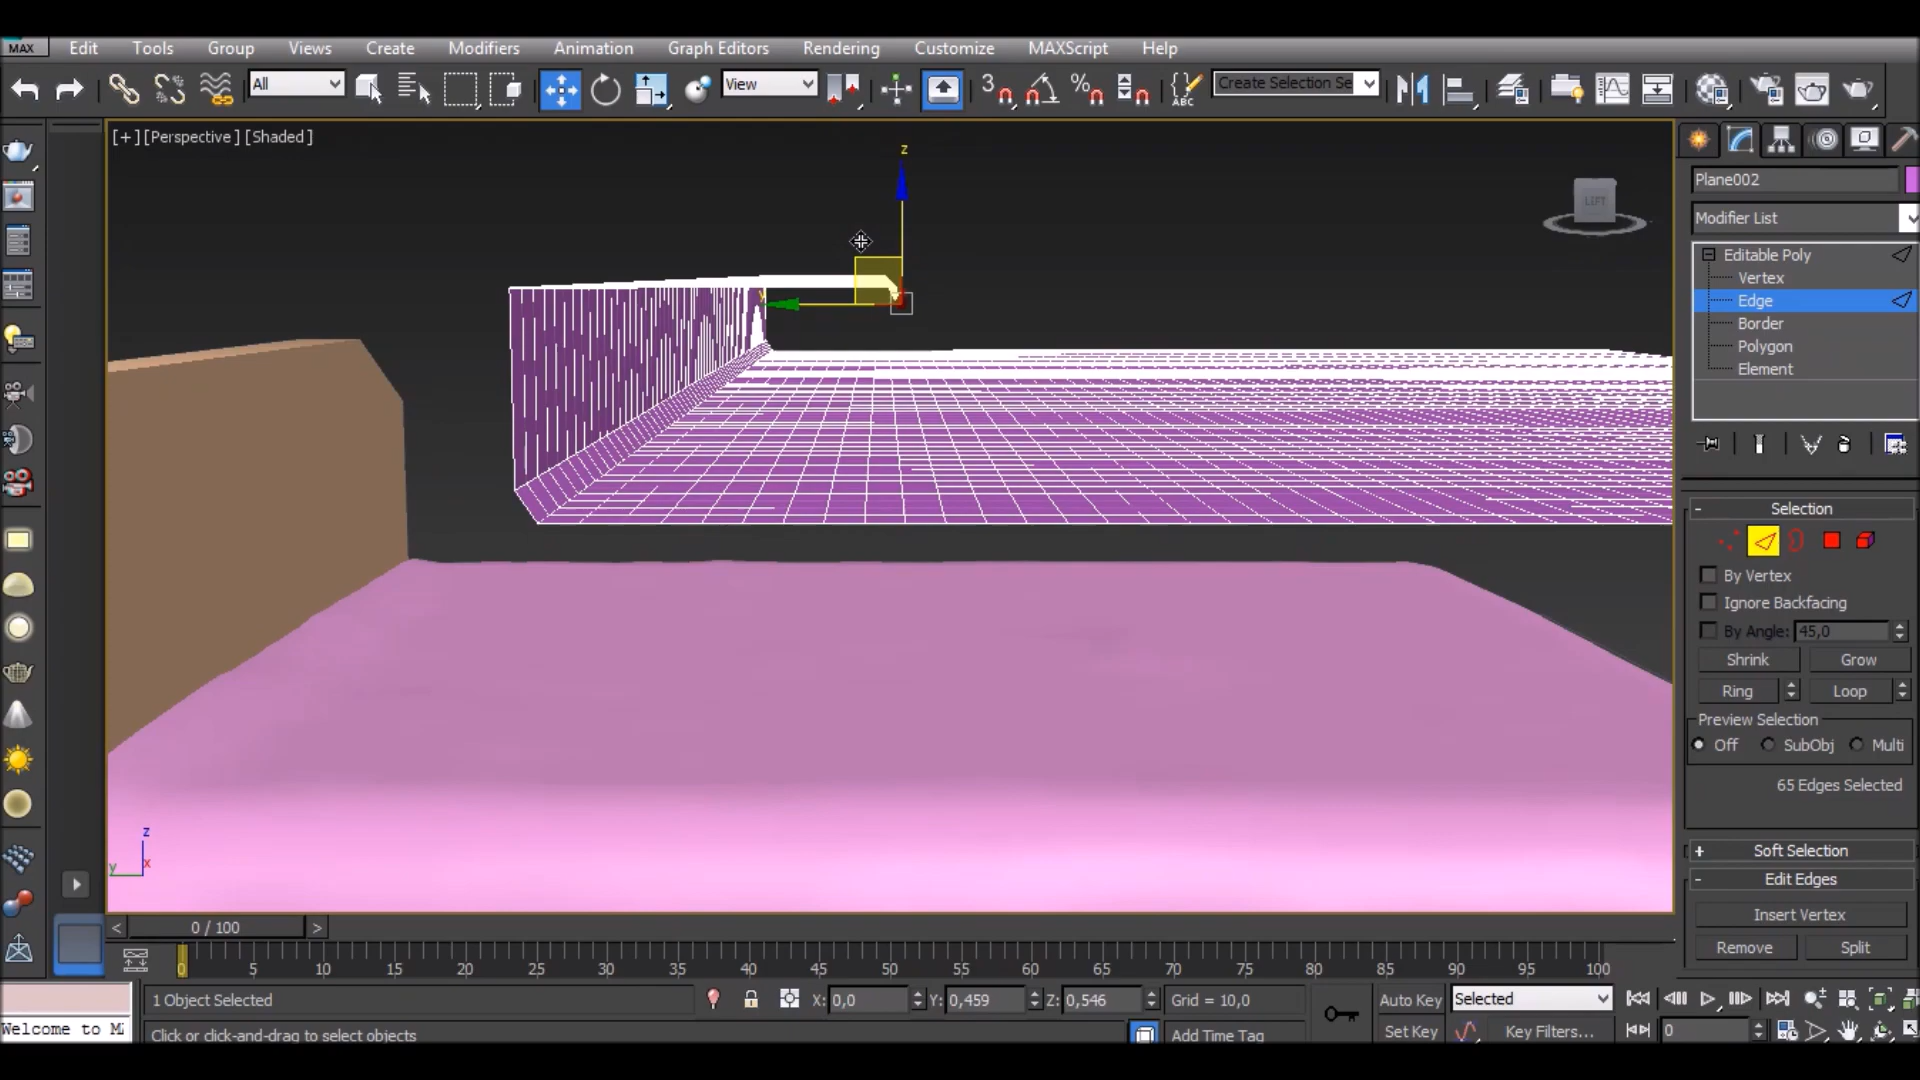 MAX Edit Tools Group Views Create Modifiers Animation Graph Editors Rendering Customize MAXScript Help
All View 3 % ABC Create Selection Se
[+] [Perspective] [Shaded]
z
LEFT
y
z
y x
Plane002
Modifier List
Editable Poly
Vertex
Edge
Border
Polygon
Element
- Selection
By Vertex
Ignore Backfacing
By Angle: 45,0
Shrink Grow
Ring Loop
Preview Selection
Off SubObj Multi
65 Edges Selected
+ Soft Selection
- Edit Edges
Insert Vertex
Remove Split
< 0 / 100 >
0 5 10 15 20 25 30 35 40 45 50 55 60 65 70 75 80 85 90 95 100
1 Object Selected X: 0,0 Y: 0,459 Z: 0,546 Grid = 10,0 Auto Key Selected
Welcome to M Click or click-and-drag to select objects Add Time Tag Set Key Key Filters... 0